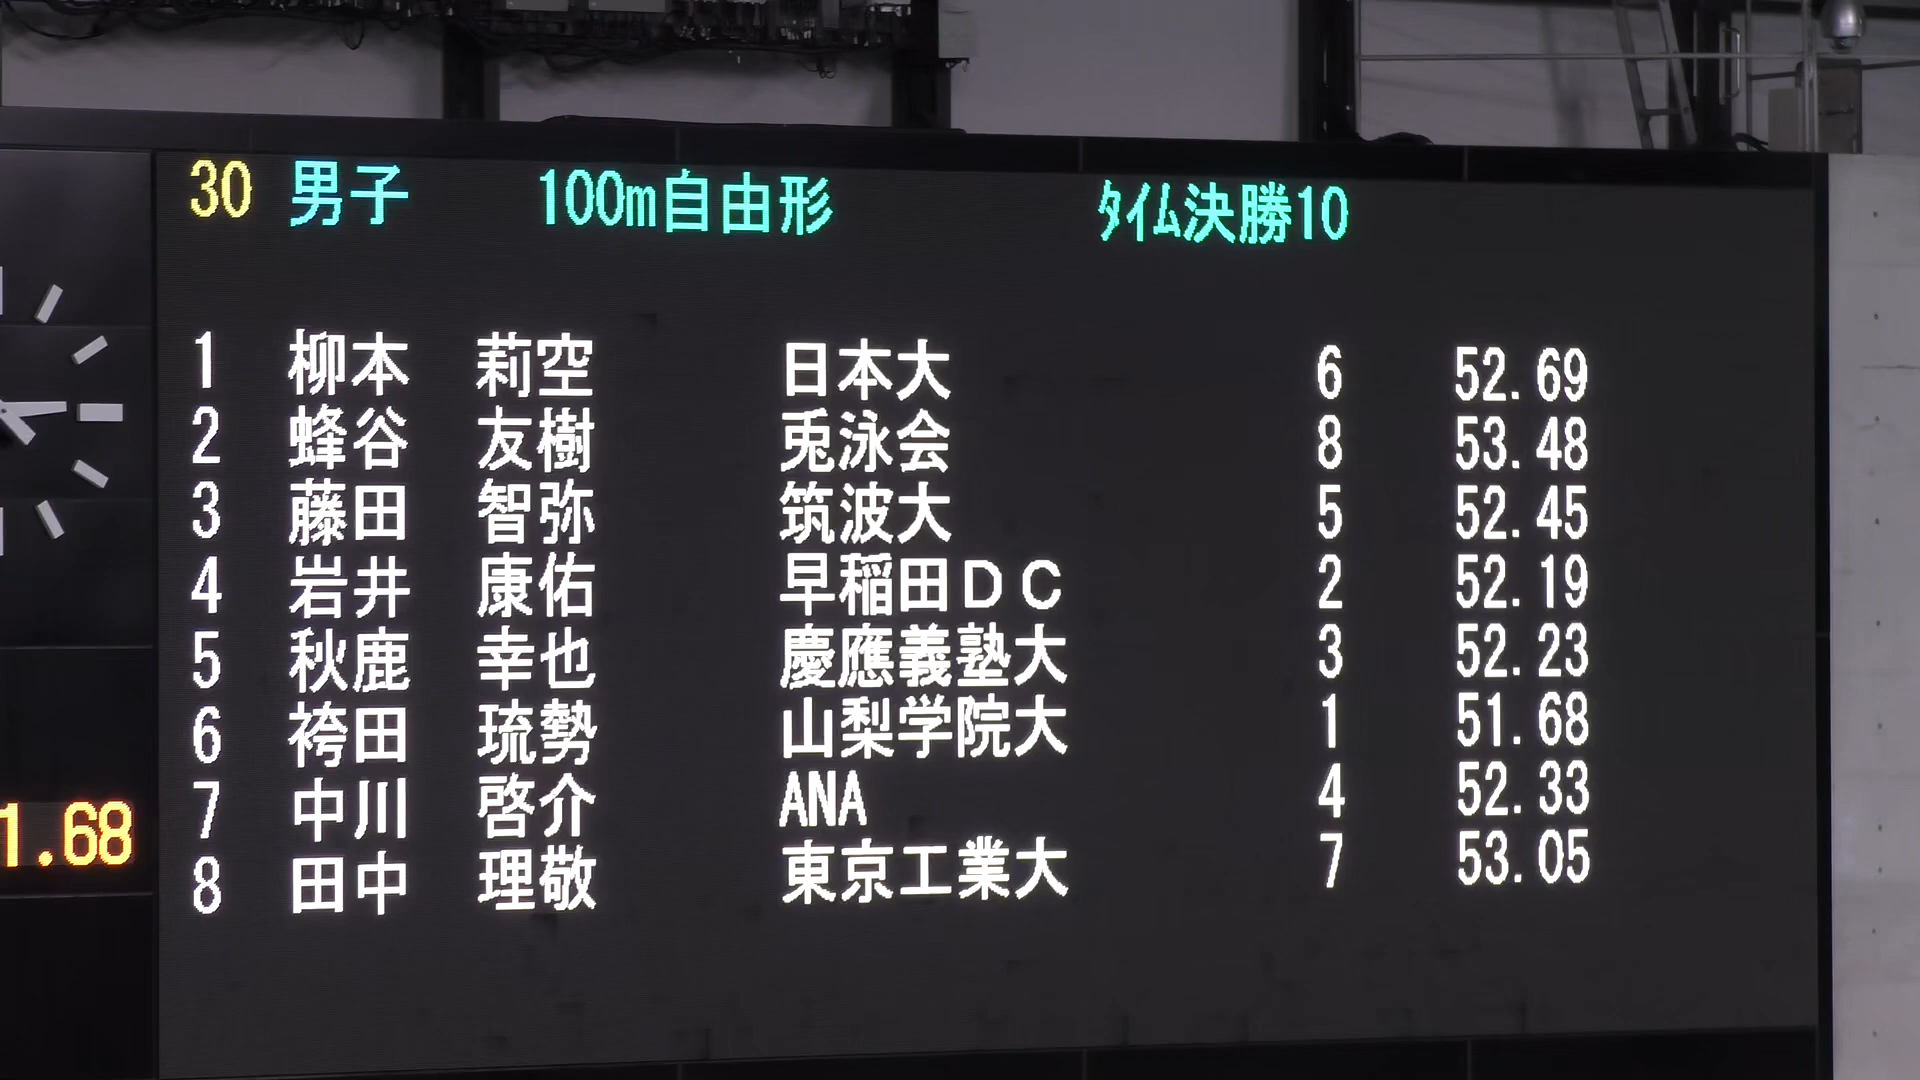 30 男子 100m自由形 ﾀｲﾑ決勝10
1 柳本 莉空 日本大 6 52.69
2 蜂谷 友樹 兎泳会 8 53.48
3 藤田 智弥 筑波大 5 52.45
4 岩井 康佑 早稲田ＤＣ 2 52.19
5 秋鹿 幸也 慶應義塾大 3 52.23
6 袴田 琉勢 山梨学院大 1 51.68
7 中川 啓介 ANA 4 52.33
8 田中 理敬 東京工業大 7 53.05
1.68